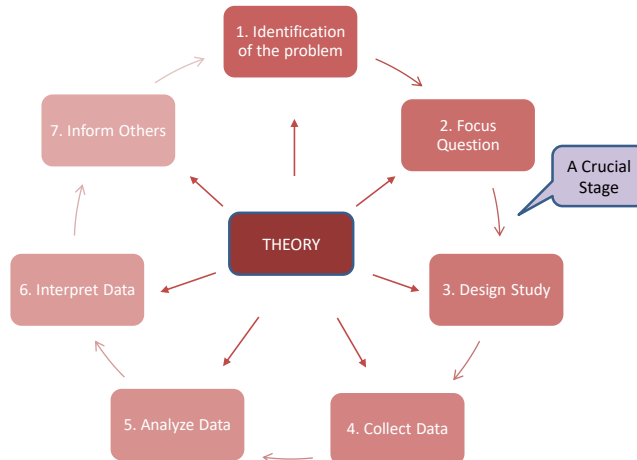 1. Identification
of the problem
2. Focus
Question
A Crucial
Stage
7. Inform Others
THEORY
6. Interpret Data
3. Design Study
5. Analyze Data
4. Collect Data